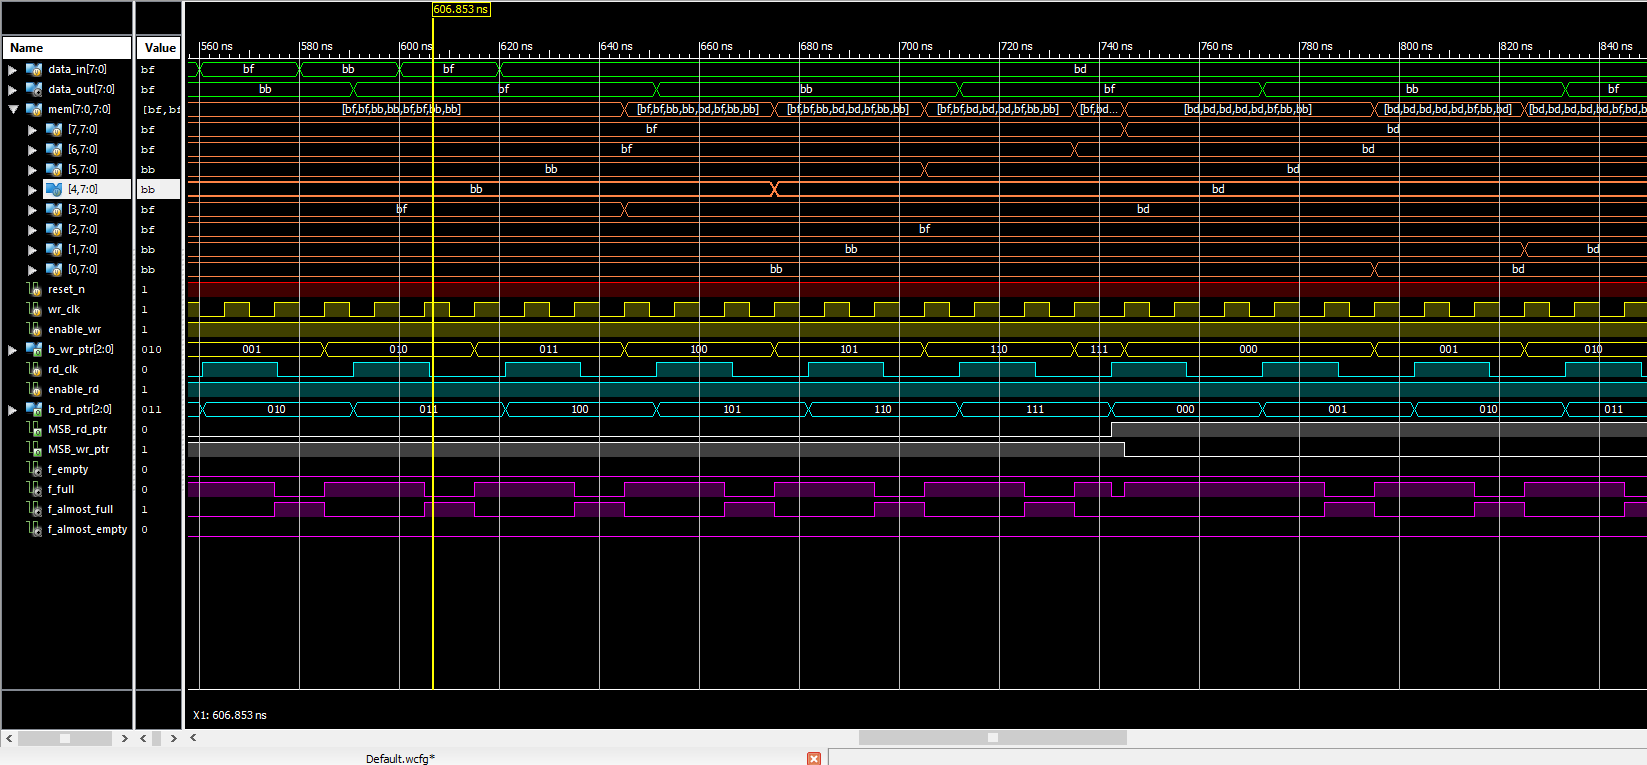 606.853 ns
Name Value
560 ns 580 ns 600 ns 620 ns 640 ns 660 ns 680 ns 700 ns 720 ns 740 ns 760 ns 780 ns 800 ns 820 ns 840 ns
data_in[7:0] bf bf bb bf bd
data_out[7:0] bf bb bf bb bf bb bf
mem[7:0,7:0] [bf,bf [bf,bf,bb,bb,bf,bf,bb,bb] [bf,bf,bb,bb,bd,bf,bb,bb] [bf,bf,bb,bd,bd,bf,bb,bb] [bf,bf,bd,bd,bd,bf,bb,bb] [bf,bd... [bd,bd,bd,bd,bd,bf,bb,bb] [bd,bd,bd,bd,bd,bf,bb,bd] [bd,bd,bd,bd,bd,bf,b
[7,7:0] bf bf bd
[6,7:0] bf bf bd
[5,7:0] bb bb bd
[4,7:0] bb bb bd
[3,7:0] bf bf bd
[2,7:0] bf bf
[1,7:0] bb bb bd
[0,7:0] bb bb bd
reset_n 1
wr_clk 1
enable_wr 1
b_wr_ptr[2:0] 010 001 010 011 100 101 110 111 000 001 010
rd_clk 0
enable_rd 1
b_rd_ptr[2:0] 011 010 011 100 101 110 111 000 001 010 011
MSB_rd_ptr 0
MSB_wr_ptr 1
f_empty 0
f_full 0
f_almost_full 1
f_almost_empty 0
X1: 606.853 ns
Default.wcfg*